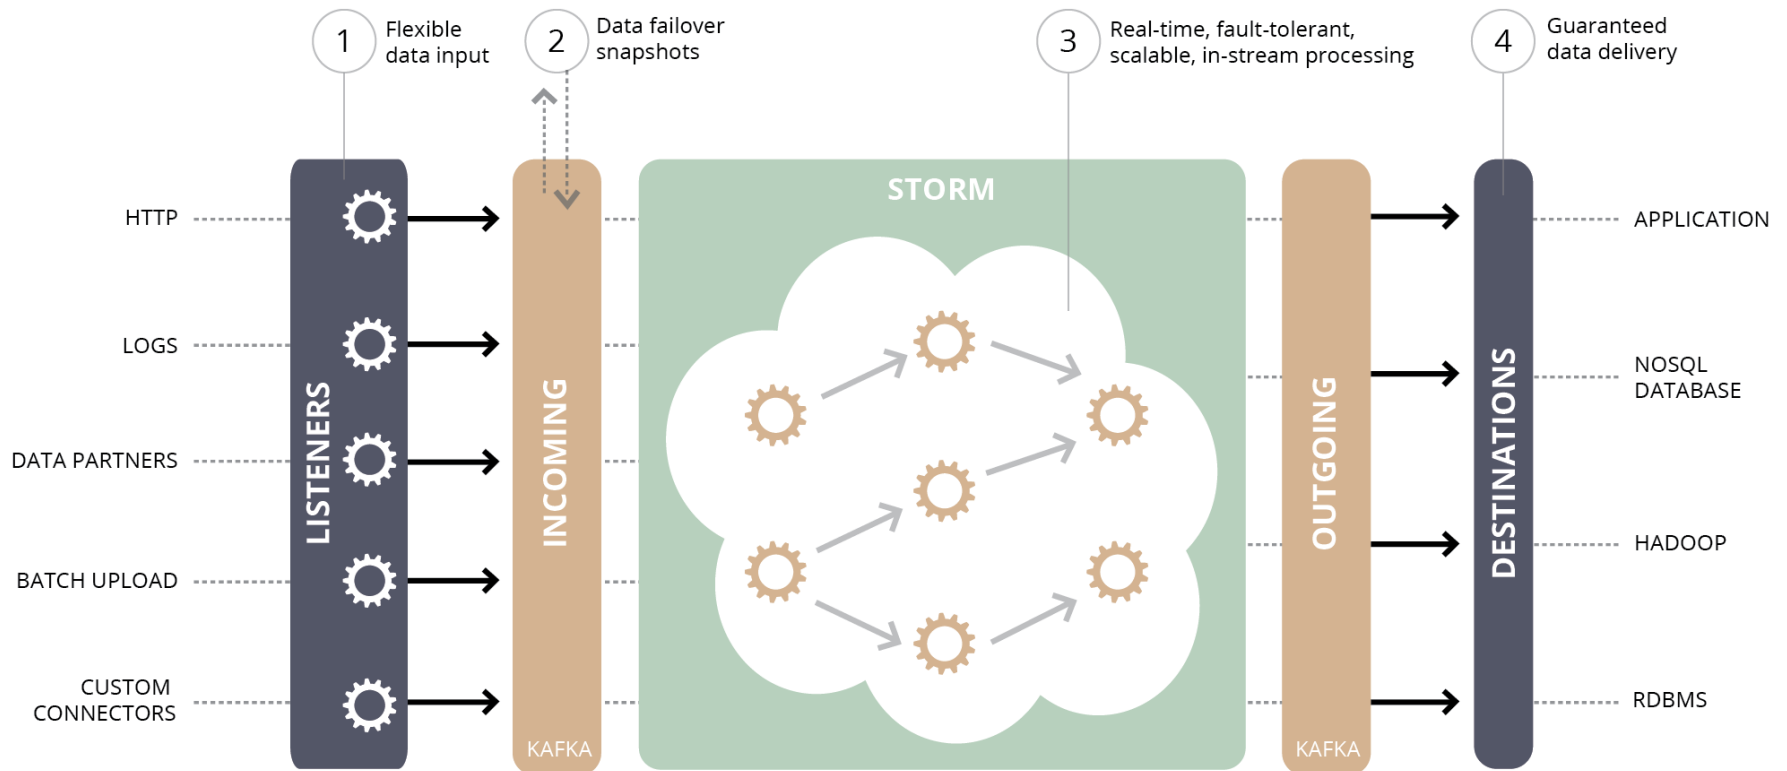 1
Flexible
data input
2
Data failover
snapshots
3
Real-time, fault-tolerant,
scalable, in-stream processing
4
Guaranteed
data delivery
HTTP
LOGS
DATA PARTNERS
BATCH UPLOAD
CUSTOM
CONNECTORS
LISTENERS
INCOMING
KAFKA
STORM
OUTGOING
KAFKA
DESTINATIONS
APPLICATION
NOSQL
DATABASE
HADOOP
RDBMS